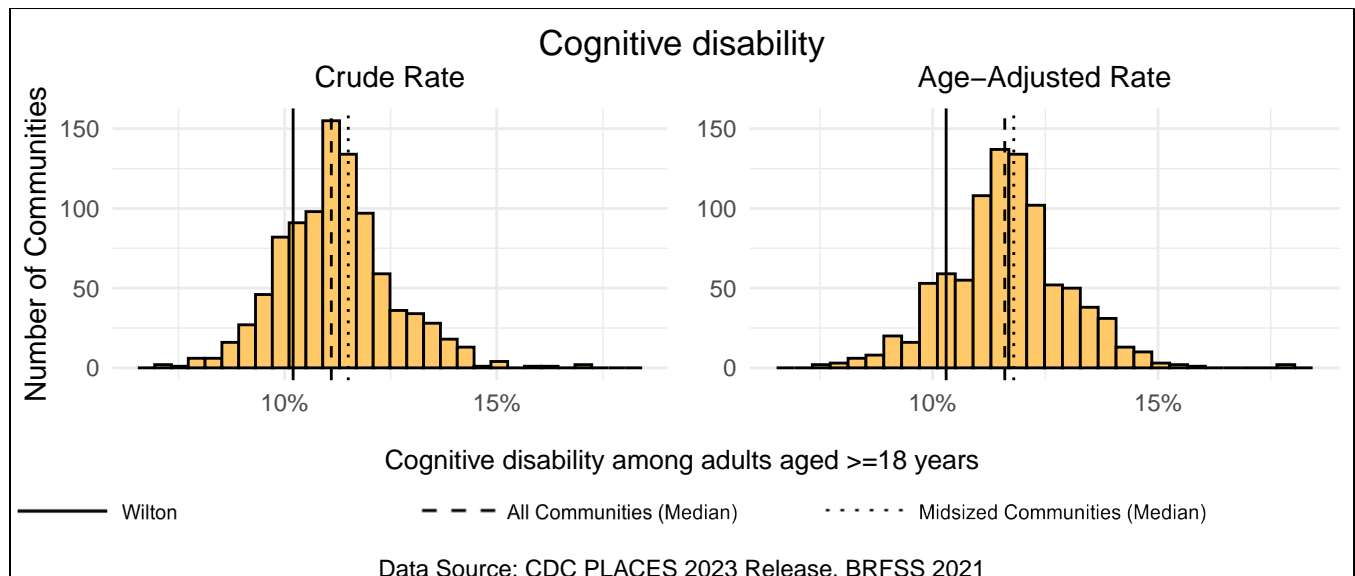 Cognitive disability
Crude Rate
Age−Adjusted Rate
Number of Communities
150
100
50
0
10%
15%
150
100
50
0
10%
15%
Cognitive disability among adults aged >=18 years
Wilton
All Communities (Median)
Midsized Communities (Median)
Data Source: CDC PLACES 2023 Release, BRFSS 2021